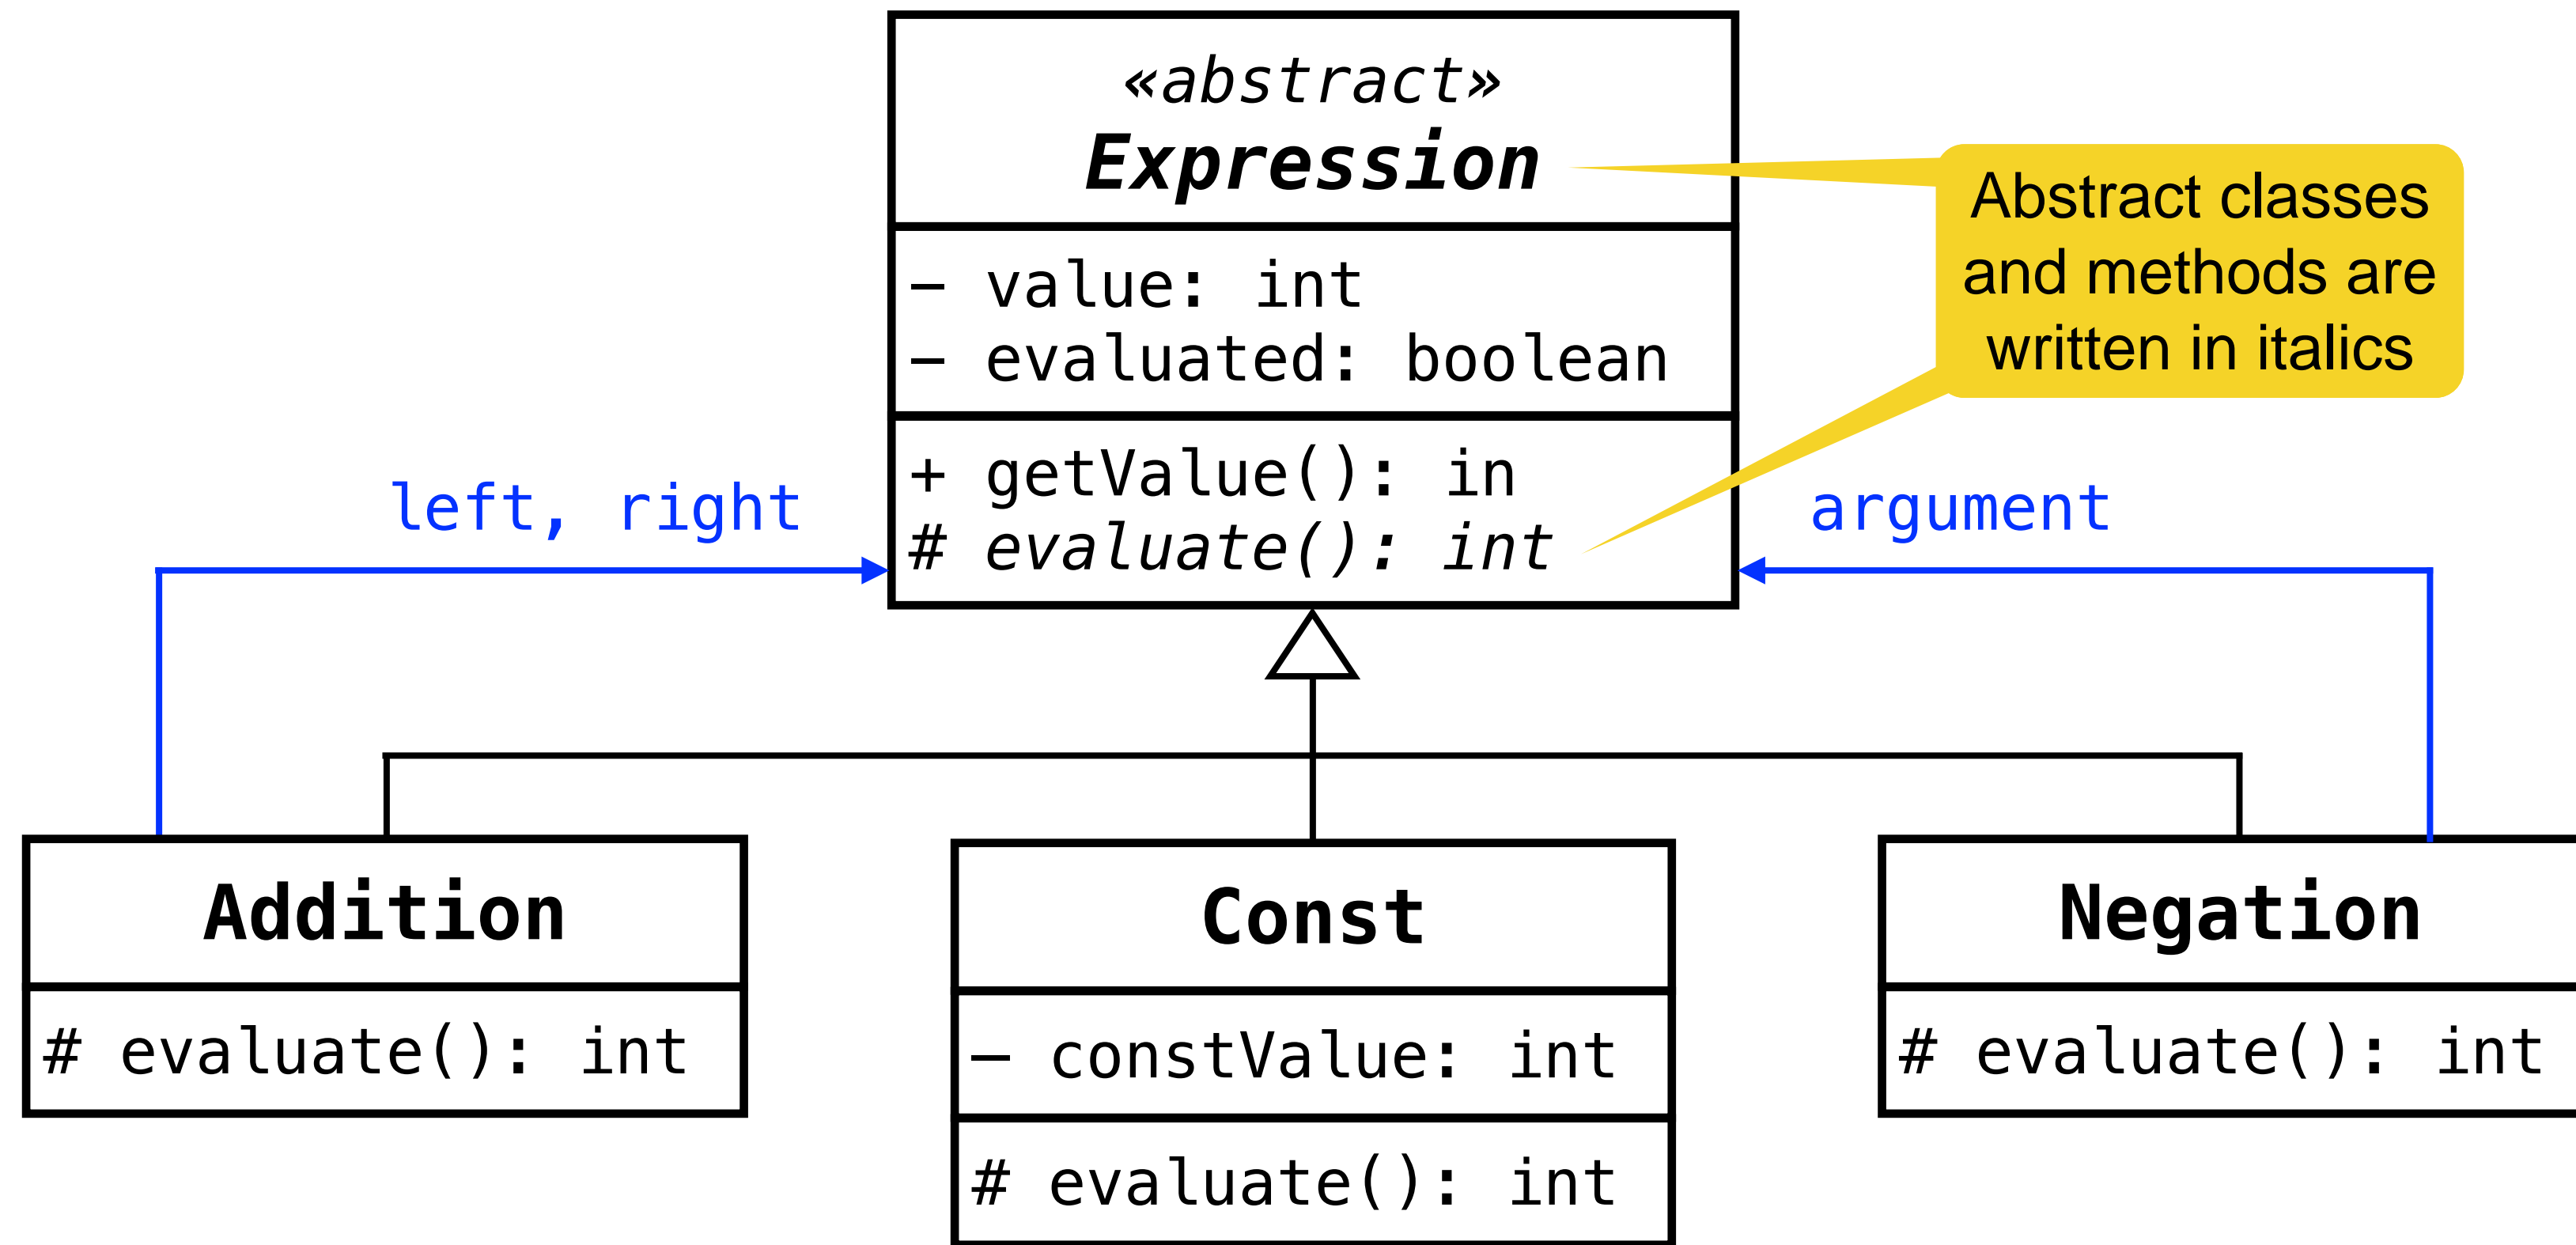 «abstract»
Expression
– value: int
– evaluated: boolean
+ getValue(): in
# evaluate(): int
Abstract classes
and methods are
written in italics
left, right
argument
Addition
# evaluate(): int
Const
– constValue: int
# evaluate(): int
Negation
# evaluate(): int